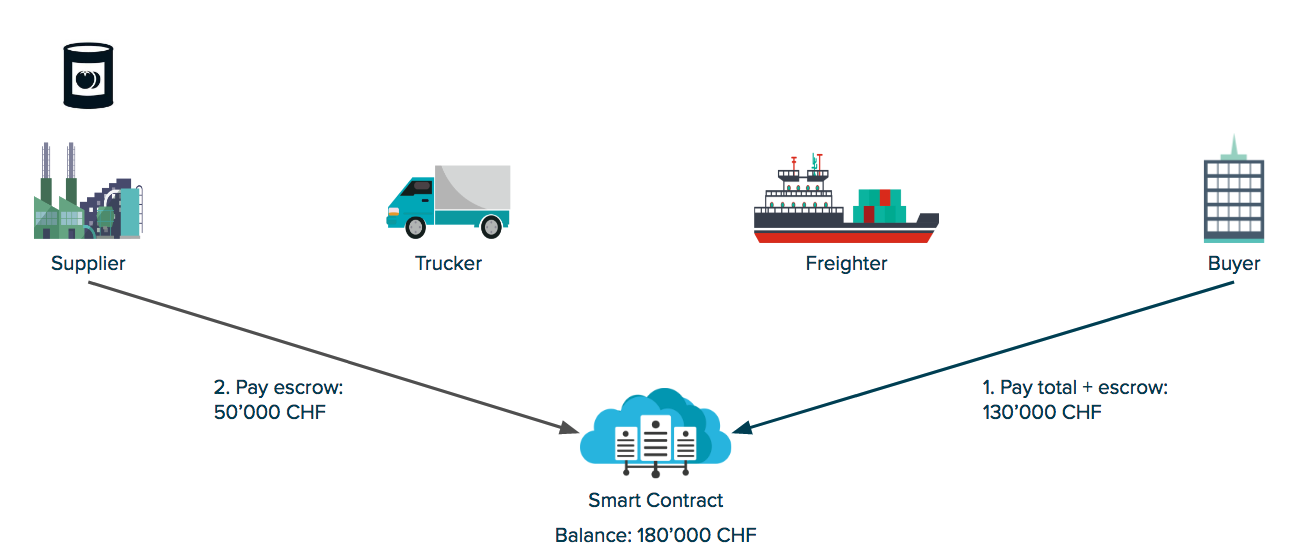 Supplier
Trucker
Freighter
Buyer
2. Pay escrow:
50’000 CHF
1. Pay total + escrow:
130’000 CHF
Smart Contract
Balance: 180’000 CHF